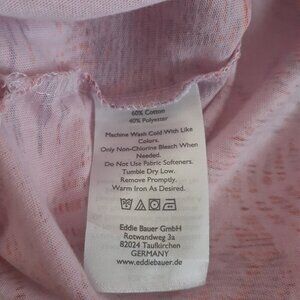 60% Cotton
40% Polyester
Machine Wash Cold With Like
Colors.
Only Non-Chlorine Bleach When
Needed.
Do Not Use Fabric Softeners.
Tumble Dry Low.
Remove Promptly.
Warm Iron As Desired.
Eddie Bauer GmbH
Rotwandweg 3a
82024 Taufkirchen
GERMANY
www.eddiebauer.de